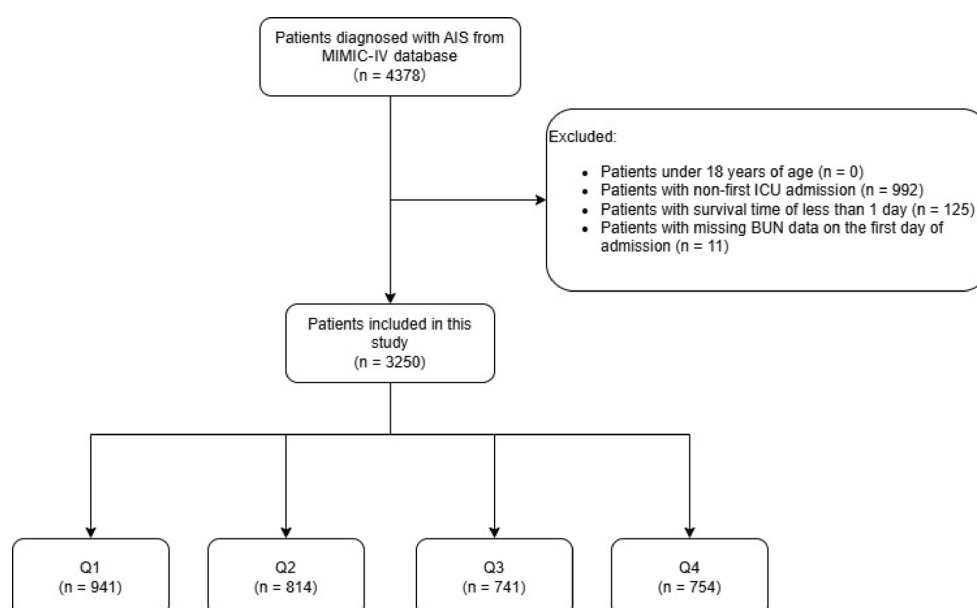 Patients diagnosed with AIS from
MIMIC-IV database
(n = 4378)
Excluded:
• Patients under 18 years of age (n = 0)
• Patients with non-first ICU admission (n = 992)
• Patients with survival time of less than 1 day (n = 125)
• Patients with missing BUN data on the first day of
admission (n = 11)
Patients included in this
study
(n = 3250)
Q1
(n = 941)
Q2
(n = 814)
Q3
(n = 741)
Q4
(n = 754)